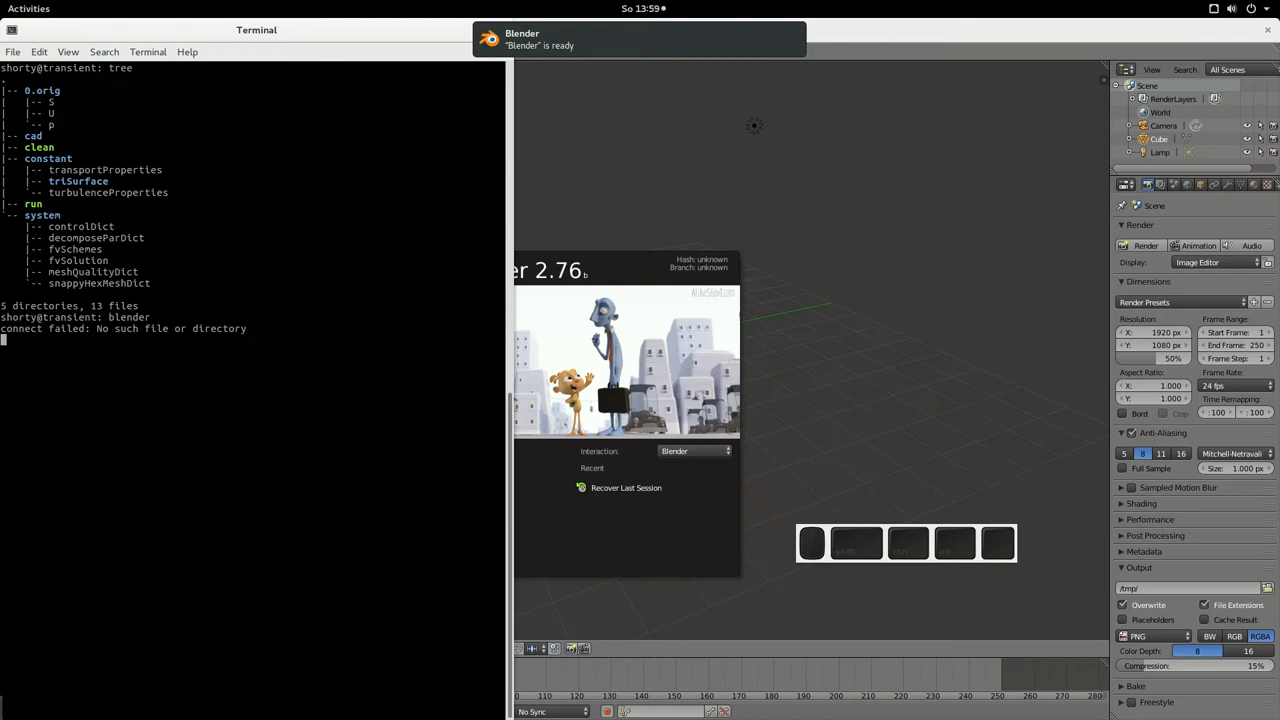 Activities
So 13:59
Terminal
Blender
"Blender" is ready
File Edit View Search Terminal Help
shorty@transient: tree
.
|-- 0.orig
|   |-- S
|   |-- U
|   `-- p
|-- cad
|-- clean
|-- constant
|   |-- transportProperties
|   |-- triSurface
|   `-- turbulenceProperties
|-- run
`-- system
    |-- controlDict
    |-- decomposeParDict
    |-- fvSchemes
    |-- fvSolution
    |-- meshQualityDict
    `-- snappyHexMeshDict
5 directories, 13 files
shorty@transient: blender
connect failed: No such file or directory
er 2.76b
Hash: unknown
Branch: unknown
Interaction: Blender
Recent
Recover Last Session
shift ctrl alt
110 120 130 140 150 160 170 180 190 200 210 220 230 240 250 260 270 280
No Sync
View Search All Scenes
Scene
RenderLayers
World
Camera
Cube
Lamp
Scene
Render
Render Animation Audio
Display: Image Editor
Dimensions
Render Presets
Resolution: Frame Range:
X: 1920 px Start Frame: 1
Y: 1080 px End Frame: 250
50% Frame Step: 1
Aspect Ratio: Frame Rate:
X: 1.000 24 fps
Y: 1.000 Time Remapping:
Bord Crop :100 :100
Anti-Aliasing
5 8 11 16 Mitchell-Netravali
Full Sample Size: 1.000 px
Sampled Motion Blur
Shading
Performance
Post Processing
Metadata
Output
/tmp/
Overwrite File Extensions
Placeholders Cache Result
PNG BW RGB RGBA
Color Depth: 8 16
Compression: 15%
Bake
Freestyle